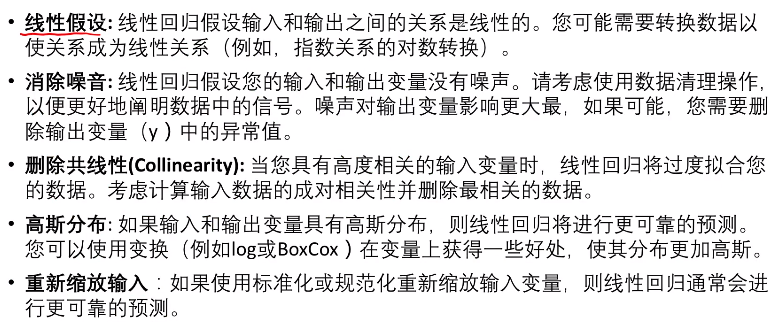 • 线性假设: 线性回归假设输入和输出之间的关系是线性的。您可能需要转换数据以
使关系成为线性关系（例如，指数关系的对数转换）。
• 消除噪音: 线性回归假设您的输入和输出变量没有噪声。请考虑使用数据清理操作，
以便更好地阐明数据中的信号。噪声对输出变量影响更大最，如果可能，您需要删
除输出变量（y）中的异常值。
• 删除共线性(Collinearity): 当您具有高度相关的输入变量时，线性回归将过度拟合您
的数据。考虑计算输入数据的成对相关性并删除最相关的数据。
• 高斯分布: 如果输入和输出变量具有高斯分布，则线性回归将进行更可靠的预测。
您可以使用变换（例如log或BoxCox）在变量上获得一些好处，使其分布更加高斯。
• 重新缩放输入：如果使用标准化或规范化重新缩放输入变量，则线性回归通常会进
行更可靠的预测。